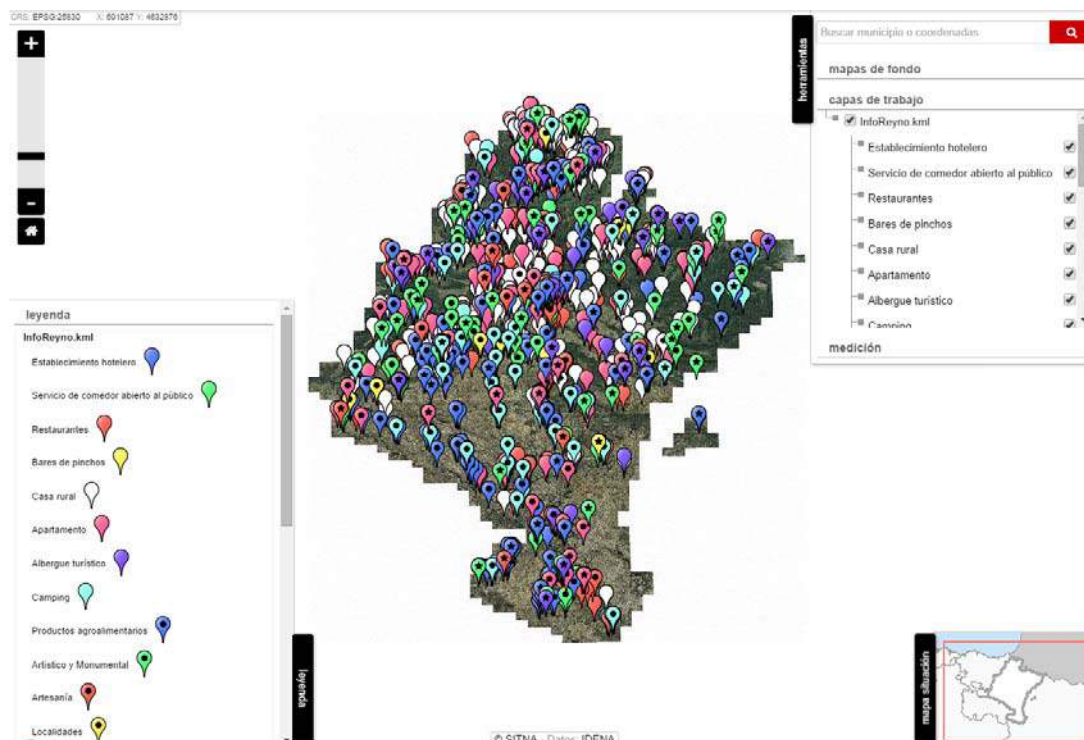 CRS: EPSG:25830 X: 691087 Y: 4632876
+
-
herramientas
Buscar municipio o coordenadas
mapas de fondo
capas de trabajo
InfoReyno.kml
Establecimiento hotelero
Servicio de comedor abierto al público
Restaurantes
Bares de pinchos
Casa rural
Apartamento
Albergue turístico
Camping
medición
leyenda
InfoReyno.kml
Establecimiento hotelero
Servicio de comedor abierto al público
Restaurantes
Bares de pinchos
Casa rural
Apartamento
Albergue turístico
Camping
Productos agroalimentarios
Artístico y Monumental
Artesanía
Localidades
leyenda
mapa situación
© SITNA - Datos: IDENA